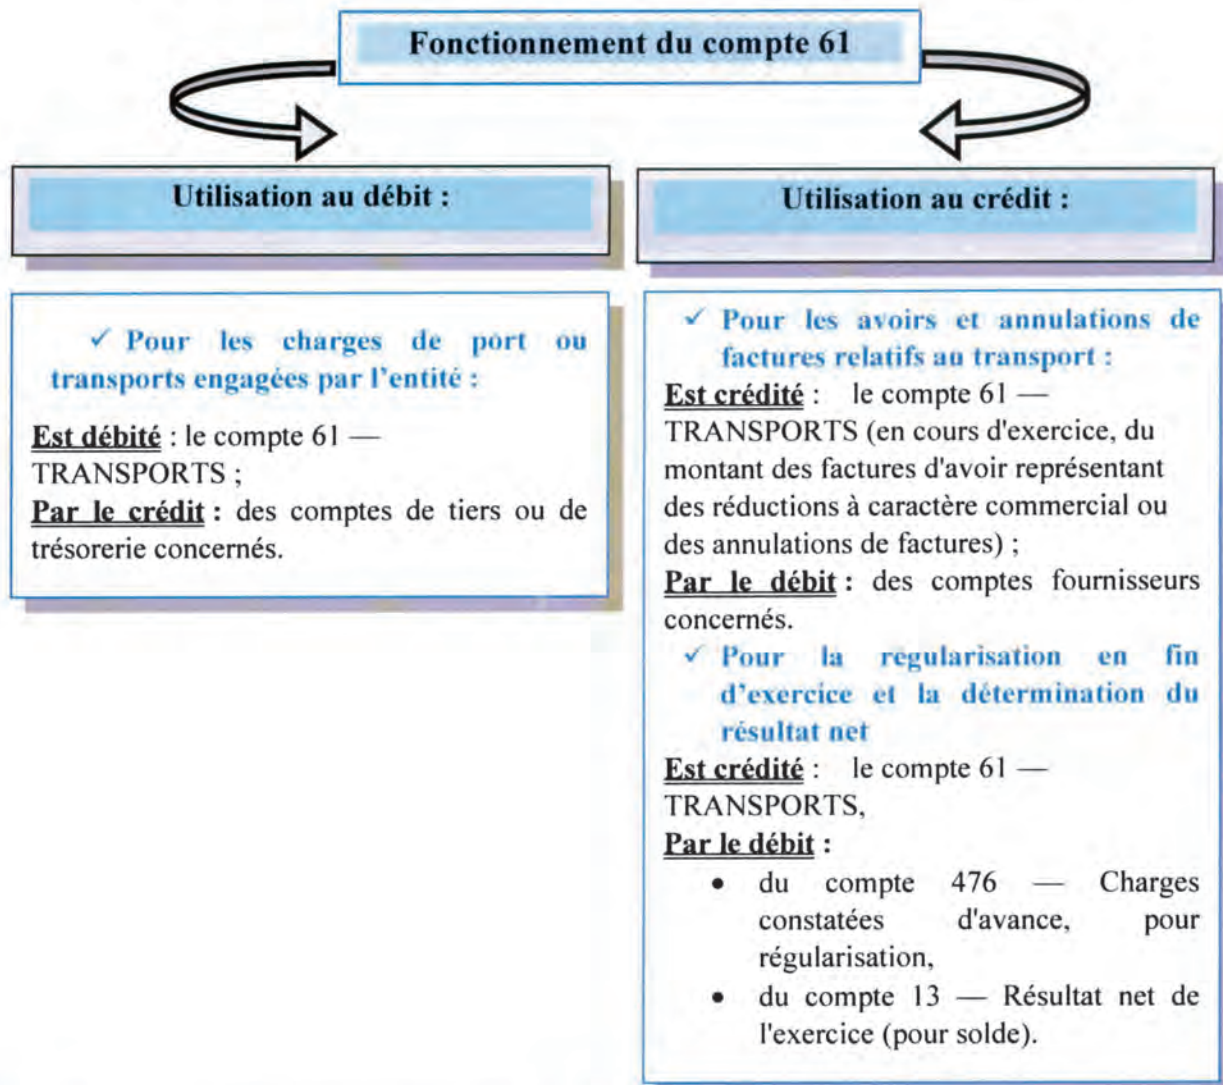 Fonctionnement du compte 61
Utilisation au débit :
✓ Pour les charges de port ou
transports engagées par l'entité :
Est débité : le compte 61 —
TRANSPORTS ;
Par le crédit : des comptes de tiers ou de
trésorerie concernés.
Utilisation au crédit :
✓ Pour les avoirs et annulations de
factures relatifs au transport :
Est crédité : le compte 61 —
TRANSPORTS (en cours d'exercice, du
montant des factures d'avoir représentant
des réductions à caractère commercial ou
des annulations de factures) ;
Par le débit : des comptes fournisseurs
concernés.
✓ Pour la régularisation en fin
d'exercice et la détermination du
résultat net
Est crédité : le compte 61 —
TRANSPORTS,
Par le débit :
• du compte 476 — Charges
constatées d'avance, pour
régularisation,
• du compte 13 — Résultat net de
l'exercice (pour solde).